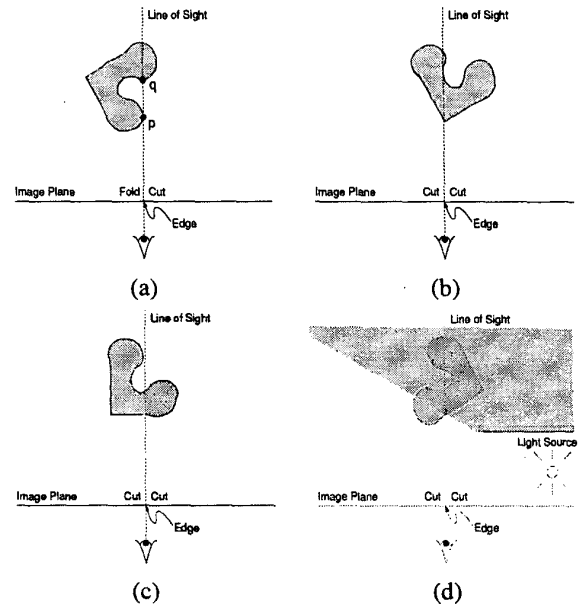 Line of Sight
q
p
Image Plane Fold Cut
Edge
(a)
Line of Sight
Image Plane Cut Cut
Edge
(b)
Line of Sight
Image Plane Cut Cut
Edge
(c)
Line of Sight
Light Source
Image Plane Cut Cut
Edge
(d)